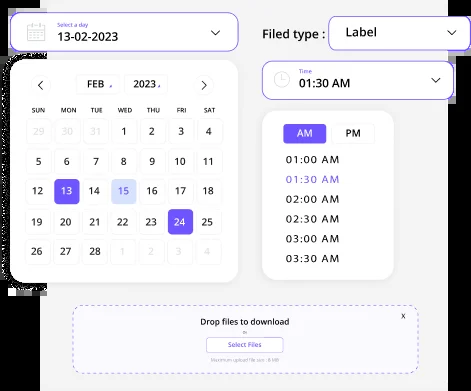 Select a day
13-02-2023
Filed type :
Label
Time
01:30 AM
FEB
2023
SUN MON TUE WED THU FRI SAT
29 30 31 1 2 3 4
5 6 7 8 9 10 11
12 13 14 15 16 17 18
19 20 21 22 23 24 25
26 27 28 1 2 3 4
AM PM
01:00 AM
01:30 AM
02:00 AM
02:30 AM
03:00 AM
03:30 AM
X
Drop files to download
or
Select Files
Maximum upload file size: 16 MB